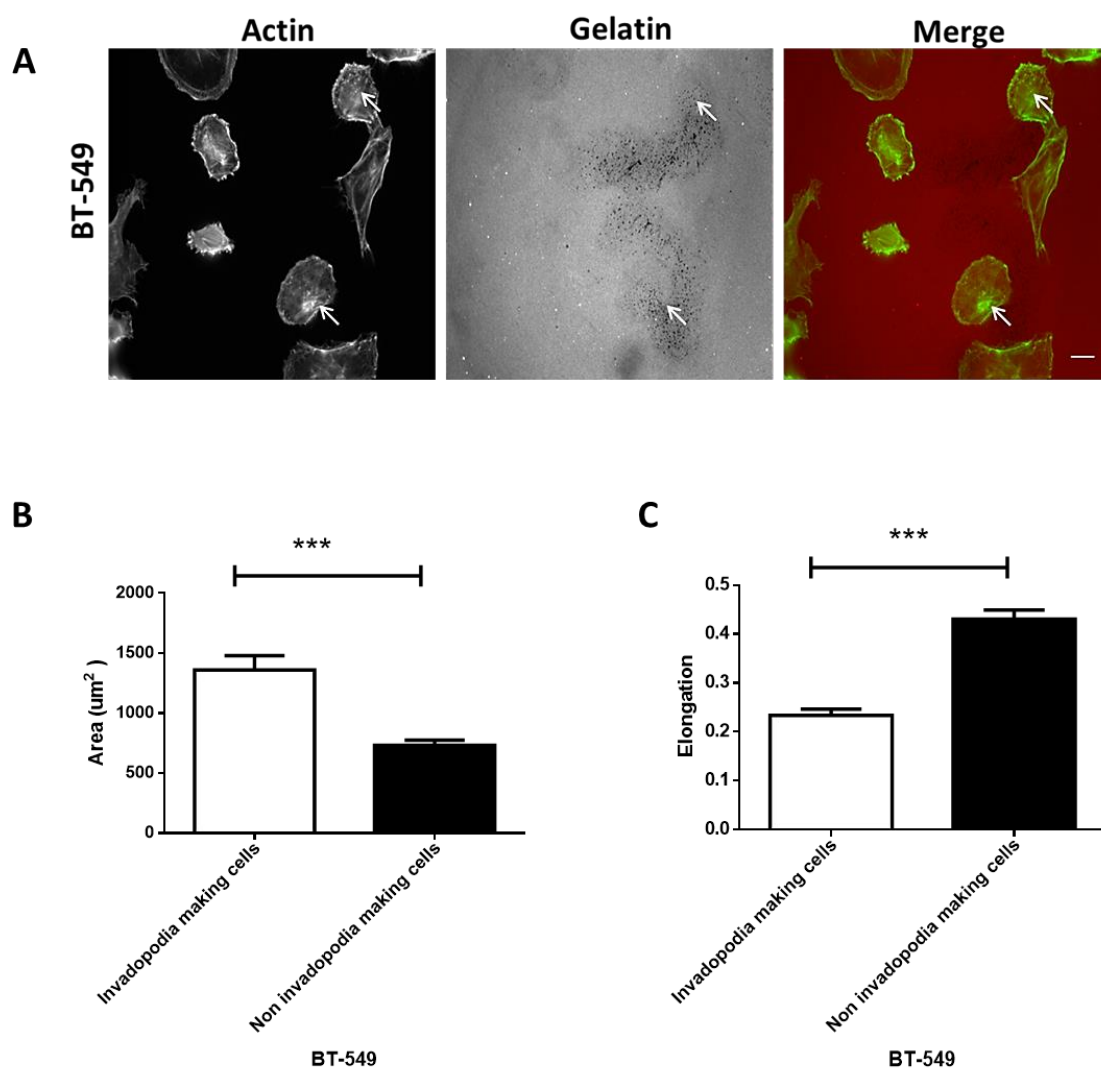 Actin Gelatin Merge
A
BT-549
B
C
***
***
2000
1500
1000
500
0
Area (um²)
Invadopodia making cells
Non invadopodia making cells
BT-549
0.5
0.4
0.3
0.2
0.1
0.0
Elongation
Invadopodia making cells
Non invadopodia making cells
BT-549